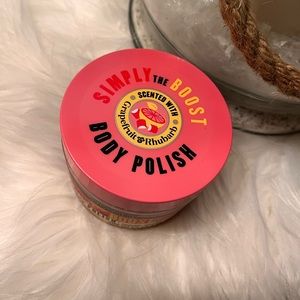 SIMPLY THE BOOST
SCENTED WITH
Grapefruit & Rhubarb
BODY POLISH